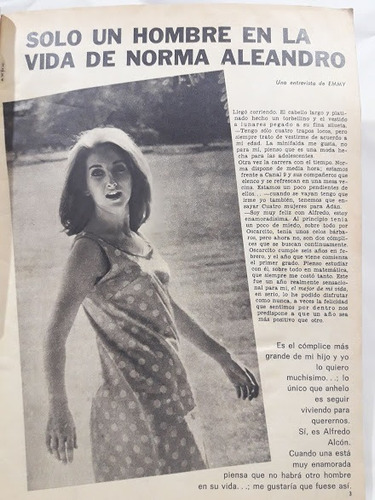 SOLO UN HOMBRE EN LA
VIDA DE NORMA ALEANDRO
Una entrevista de EMMY
Llegó corriendo. El cabello largo y plati-
nado hecho un torbellino y el vestido
a lunares pegado a su fina silueta.
—Tengo sólo cuatro trapos locos, pero
siempre trato de vestirme de acuerdo a
mi edad. La minifalda me gusta, no
para mí, pienso que es una moda he-
cha para las adolescentes
Otra vez la carrera con el tiempo. Nor-
ma dispone de media hora; estamos
frente a Canal 9 y sus compañeros que
elenco y se refrescan en una mesa ve-
cina. Estamos un poco pendientes de
ellos... —cuando se vayan tengo que
irme yo también, tenemos que en-
sayar Cuatro mujeres para Adán.
—Soy muy feliz con Alfredo, estoy
enamoradísima. Al principio tenía
un poco de miedo, sobre todo por
Oscarcito, tenía unos celos bárba-
ros, pero ahora no, son dos cómpli-
ces que se buscan continuamente.
Oscarcito cumple seis años en fe-
brero, y el año que viene comienza
el primer grado. Pienso estudiar
con él, sobre todo en matemática,
que siempre me costó tanto. Este
fue un año realmente sensacio-
nal para mí, el mejor de mi vida,
en serio, lo he podido disfrutar
como nunca, a veces la felicidad
que sentimos por dentro nos
predispone a que un año sea
más positivo que otro
Es el cómplice más
grande de mi hijo y yo
lo quiero
muchísimo...; lo
único que anhelo
es seguir
viviendo para
querernos.
Sí, es Alfredo
Alcón.
Cuando una está
muy enamorada
piensa que no habrá otro hombre
en su vida...; me gustaría que fuese así.
3